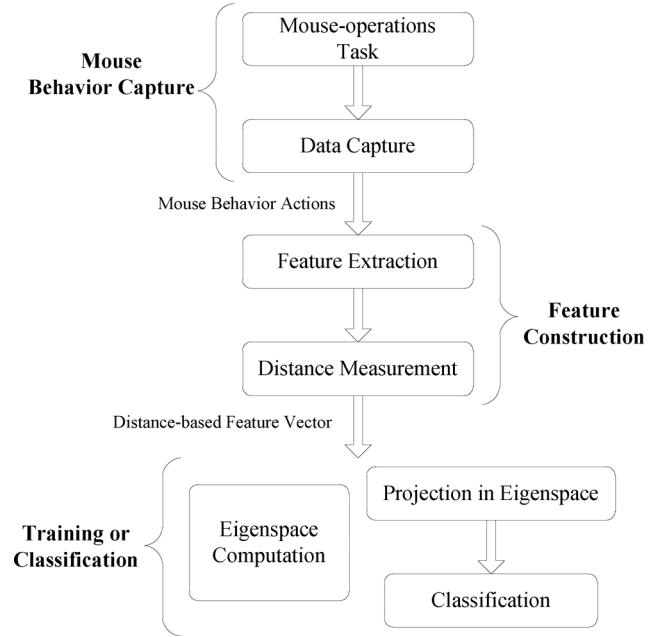 Mouse-operations
Task
Mouse
Behavior Capture
Data Capture
Mouse Behavior Actions
Feature Extraction
Feature
Construction
Distance Measurement
Distance-based Feature Vector
Projection in Eigenspace
Eigenspace
Computation
Training or
Classification
Classification